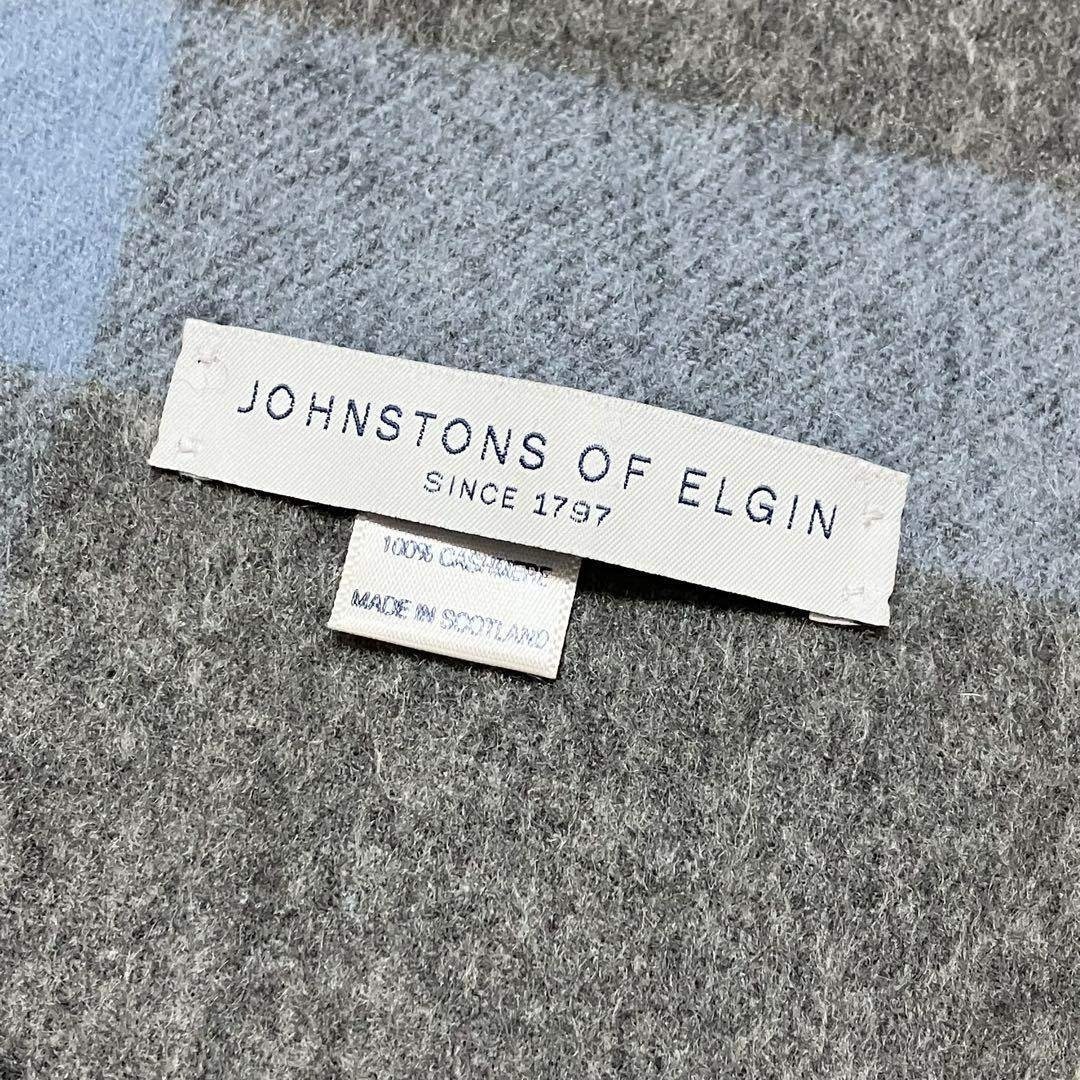 JOHNSTONS OF ELGIN
SINCE 1797
100% CASHMERE
MADE IN SCOTLAND